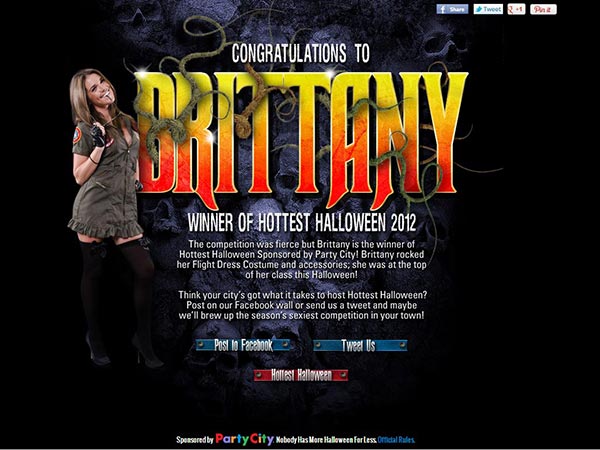 Share Tweet +1 Pin it
CONGRATULATIONS TO
BRITTANY
WINNER OF HOTTEST HALLOWEEN 2012
The competition was fierce but Brittany is the winner of
Hottest Halloween Sponsored by Party City! Brittany rocked
her Flight Dress Costume and accessories; she was at the top
of her class this Halloween!
Think your city's got what it takes to host Hottest Halloween?
Post on our Facebook wall or send us a tweet and maybe
we'll brew up the season's sexiest competition in your town!
Post to Facebook Tweet Us
Hottest Halloween
Sponsored by Party City Nobody Has More Halloween For Less. Official Rules.